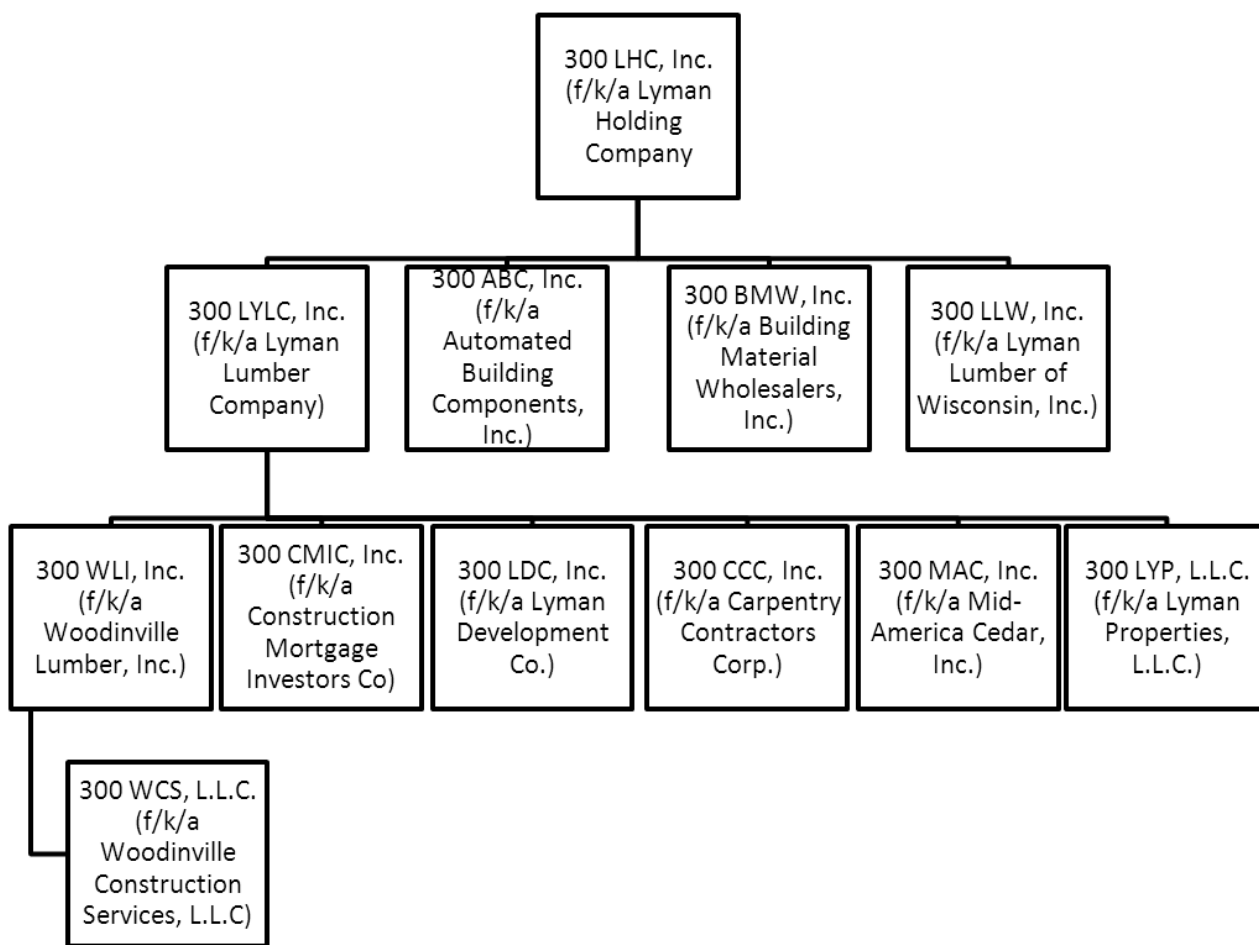 300 LHC, Inc.
(f/k/a Lyman
Holding
Company
300 LYLC, Inc.
(f/k/a Lyman
Lumber
Company)
300 ABC, Inc.
(f/k/a
Automated
Building
Components,
Inc.)
300 BMW, Inc.
(f/k/a Building
Material
Wholesalers,
Inc.)
300 LLW, Inc.
(f/k/a Lyman
Lumber of
Wisconsin, Inc.)
300 WLI, Inc.
(f/k/a
Woodinville
Lumber, Inc.)
300 CMIC, Inc.
(f/k/a
Construction
Mortgage
Investors Co)
300 LDC, Inc.
(f/k/a Lyman
Development
Co.)
300 CCC, Inc.
(f/k/a Carpentry
Contractors
Corp.)
300 MAC, Inc.
(f/k/a Mid-
America Cedar,
Inc.)
300 LYP, L.L.C.
(f/k/a Lyman
Properties,
L.L.C.)
300 WCS, L.L.C.
(f/k/a
Woodinville
Construction
Services, L.L.C)